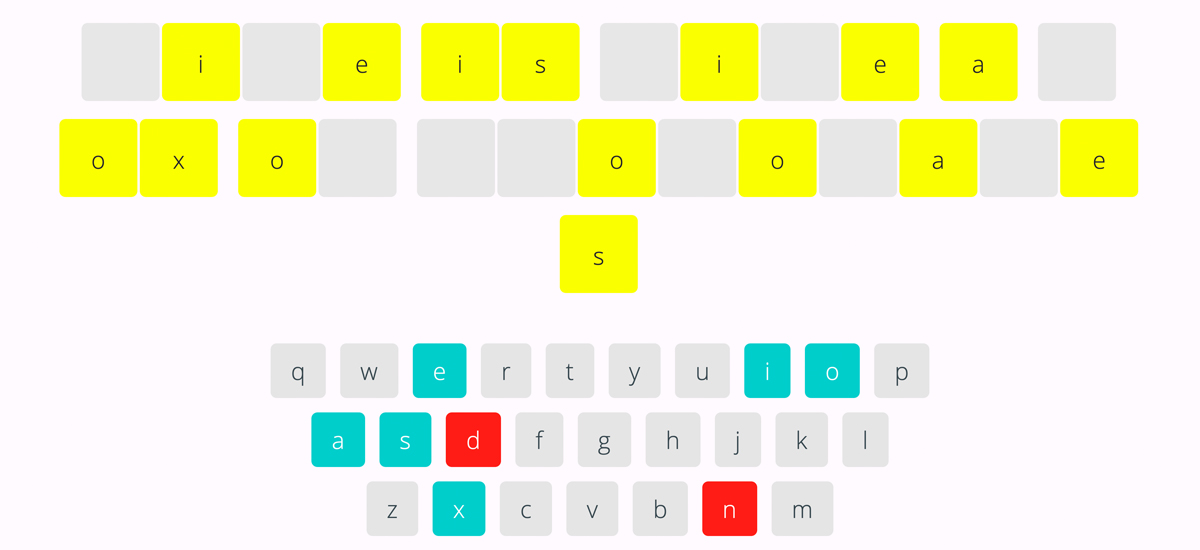 i e i s i e a
o x o o o a e
s
q w e r t y u i o p
a s d f g h j k l
z x c v b n m